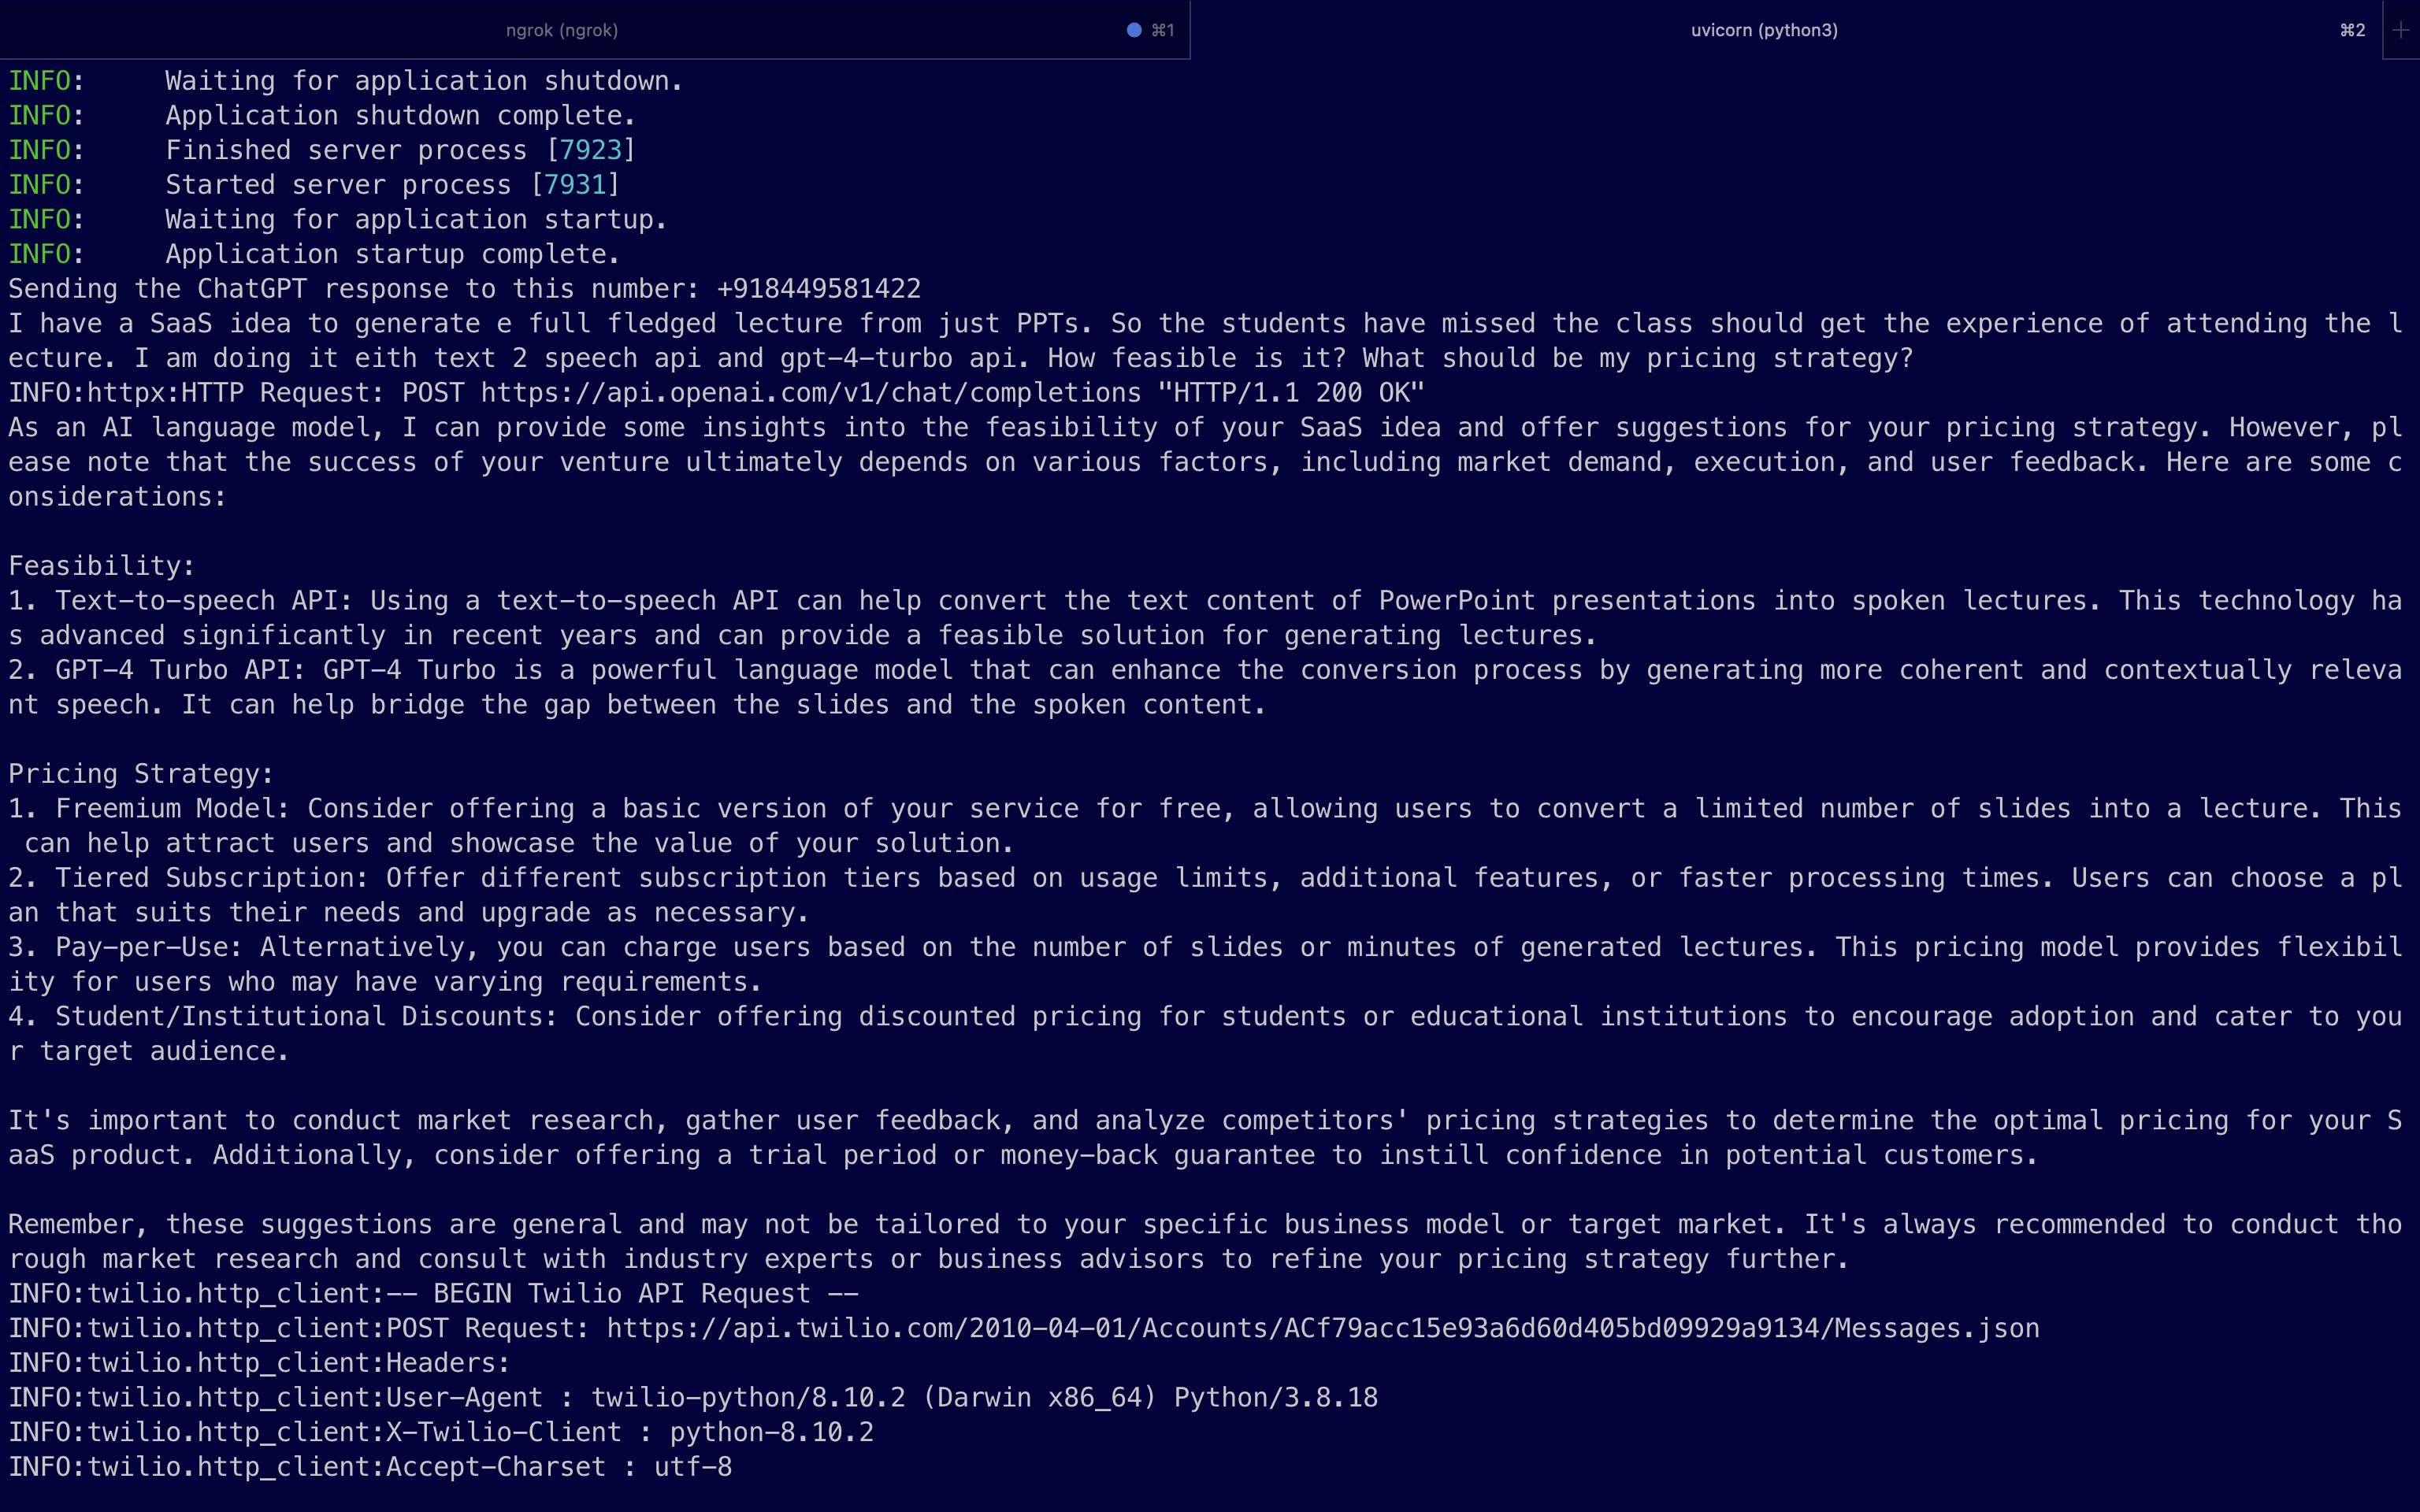 ngrok (ngrok) ⌘1 uvicorn (python3) ⌘2 +
INFO:     Waiting for application shutdown.
INFO:     Application shutdown complete.
INFO:     Finished server process [7923]
INFO:     Started server process [7931]
INFO:     Waiting for application startup.
INFO:     Application startup complete.
Sending the ChatGPT response to this number: +918449581422
I have a SaaS idea to generate e full fledged lecture from just PPTs. So the students have missed the class should get the experience of attending the l
ecture. I am doing it eith text 2 speech api and gpt-4-turbo api. How feasible is it? What should be my pricing strategy?
INFO:httpx:HTTP Request: POST https://api.openai.com/v1/chat/completions "HTTP/1.1 200 OK"
As an AI language model, I can provide some insights into the feasibility of your SaaS idea and offer suggestions for your pricing strategy. However, pl
ease note that the success of your venture ultimately depends on various factors, including market demand, execution, and user feedback. Here are some c
onsiderations:

Feasibility:
1. Text-to-speech API: Using a text-to-speech API can help convert the text content of PowerPoint presentations into spoken lectures. This technology ha
s advanced significantly in recent years and can provide a feasible solution for generating lectures.
2. GPT-4 Turbo API: GPT-4 Turbo is a powerful language model that can enhance the conversion process by generating more coherent and contextually releva
nt speech. It can help bridge the gap between the slides and the spoken content.

Pricing Strategy:
1. Freemium Model: Consider offering a basic version of your service for free, allowing users to convert a limited number of slides into a lecture. This
 can help attract users and showcase the value of your solution.
2. Tiered Subscription: Offer different subscription tiers based on usage limits, additional features, or faster processing times. Users can choose a pl
an that suits their needs and upgrade as necessary.
3. Pay-per-Use: Alternatively, you can charge users based on the number of slides or minutes of generated lectures. This pricing model provides flexibil
ity for users who may have varying requirements.
4. Student/Institutional Discounts: Consider offering discounted pricing for students or educational institutions to encourage adoption and cater to you
r target audience.

It's important to conduct market research, gather user feedback, and analyze competitors' pricing strategies to determine the optimal pricing for your S
aaS product. Additionally, consider offering a trial period or money-back guarantee to instill confidence in potential customers.

Remember, these suggestions are general and may not be tailored to your specific business model or target market. It's always recommended to conduct tho
rough market research and consult with industry experts or business advisors to refine your pricing strategy further.
INFO:twilio.http_client:-- BEGIN Twilio API Request --
INFO:twilio.http_client:POST Request: https://api.twilio.com/2010-04-01/Accounts/ACf79acc15e93a6d60d405bd09929a9134/Messages.json
INFO:twilio.http_client:Headers:
INFO:twilio.http_client:User-Agent : twilio-python/8.10.2 (Darwin x86_64) Python/3.8.18
INFO:twilio.http_client:X-Twilio-Client : python-8.10.2
INFO:twilio.http_client:Accept-Charset : utf-8